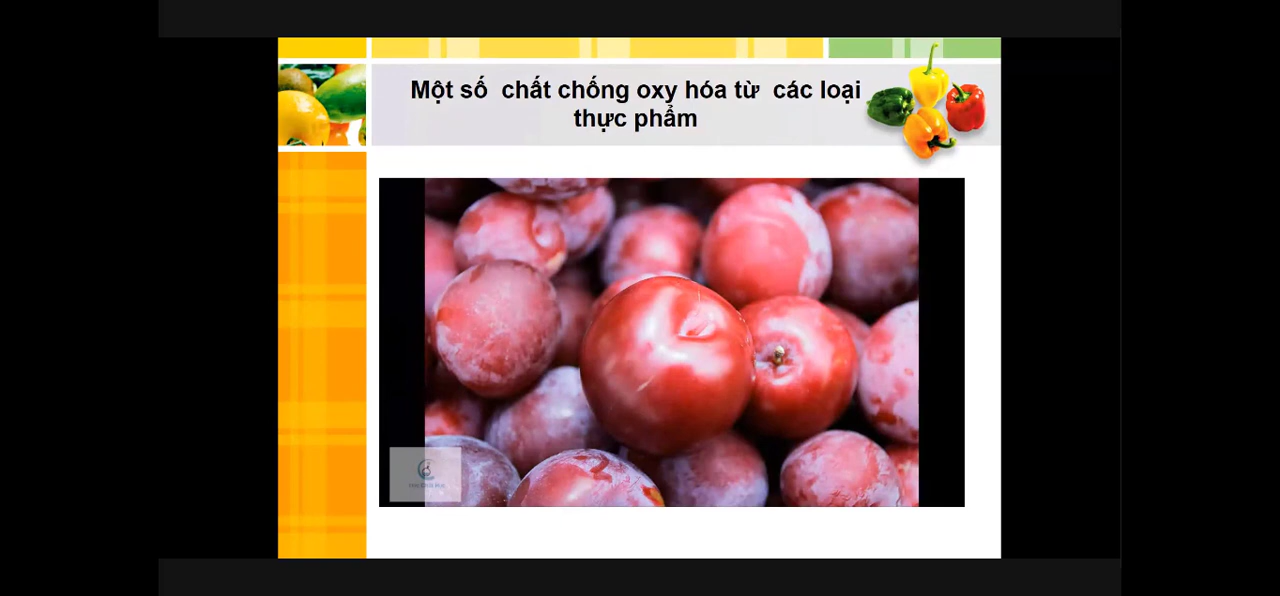 Một số chất chống oxy hóa từ các loại
thực phẩm